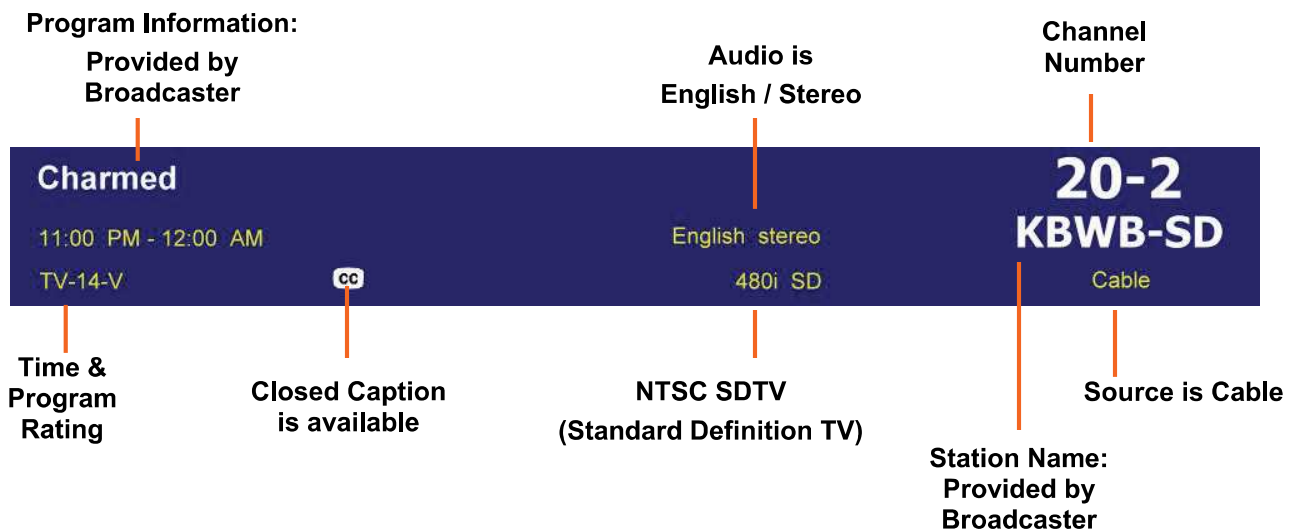 Program Information:
Provided by
Broadcaster
Audio is
English / Stereo
Channel
Number
Charmed
20-2
11:00 PM - 12:00 AM
English stereo
KBWB-SD
TV-14-V
CC
480i SD
Cable
Time &
Program
Rating
Closed Caption
is available
NTSC SDTV
(Standard Definition TV)
Source is Cable
Station Name:
Provided by
Broadcaster